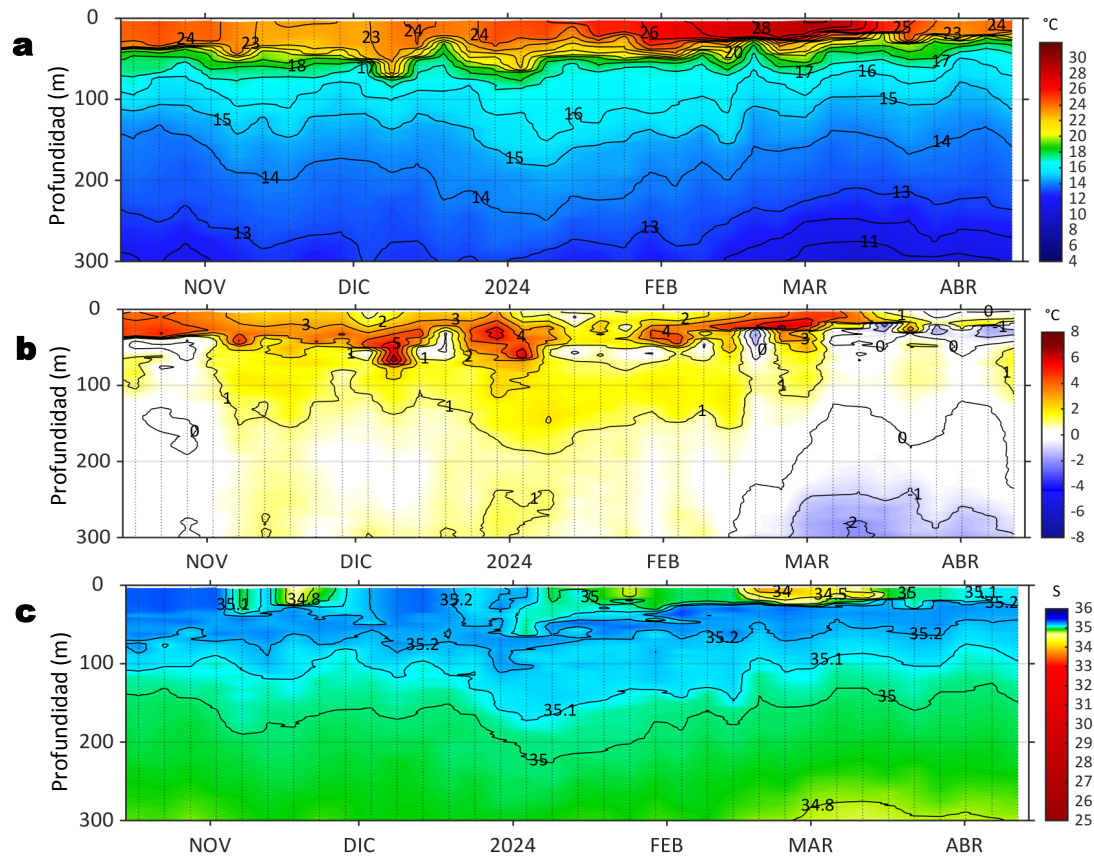 a
Profundidad (m)
0
100
200
300
24 23 23 24 24 26 28 25 23 24
18 17 20 17 16 17
15 16 15
15 14
14 14 13
13 13 11
NOV DIC 2024 FEB MAR ABR
°C
30
28
26
24
22
20
18
16
14
12
10
8
6
4
b
Profundidad (m)
0
100
200
300
3 2 3 2 1 0
5 4 4 3 -1
1 1 2 0 0 0
1 1 1 1 1
0 0
1 -1
-2
NOV DIC 2024 FEB MAR ABR
°C
8
6
4
2
0
-2
-4
-6
-8
c
Profundidad (m)
0
100
200
300
35.1 34.8 35.2 35 34 34.5 35 35.1
35.2
35.2 35.2 35.2
35.1
35.1 35
35
34.8
NOV DIC 2024 FEB MAR ABR
S
36
35
34
33
32
31
30
29
28
27
26
25